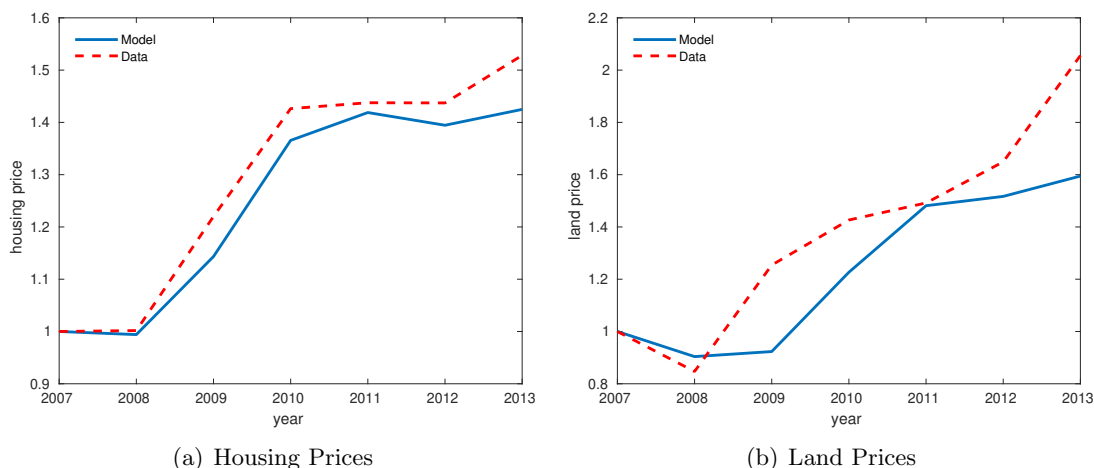 1.6
1.5
1.4
1.3
1.2
1.1
1
0.9
housing price
Model
Data
2007 2008 2009 2010 2011 2012 2013
year
(a) Housing Prices
2.2
2
1.8
1.6
1.4
1.2
1
0.8
land price
Model
Data
2007 2008 2009 2010 2011 2012 2013
year
(b) Land Prices